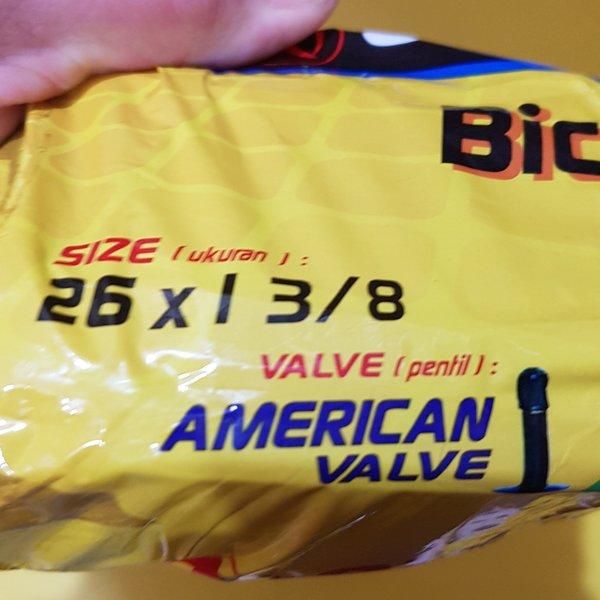 Bic
SIZE (ukuran) :
26 x 1 3/8
VALVE (pentil) :
AMERICAN
VALVE